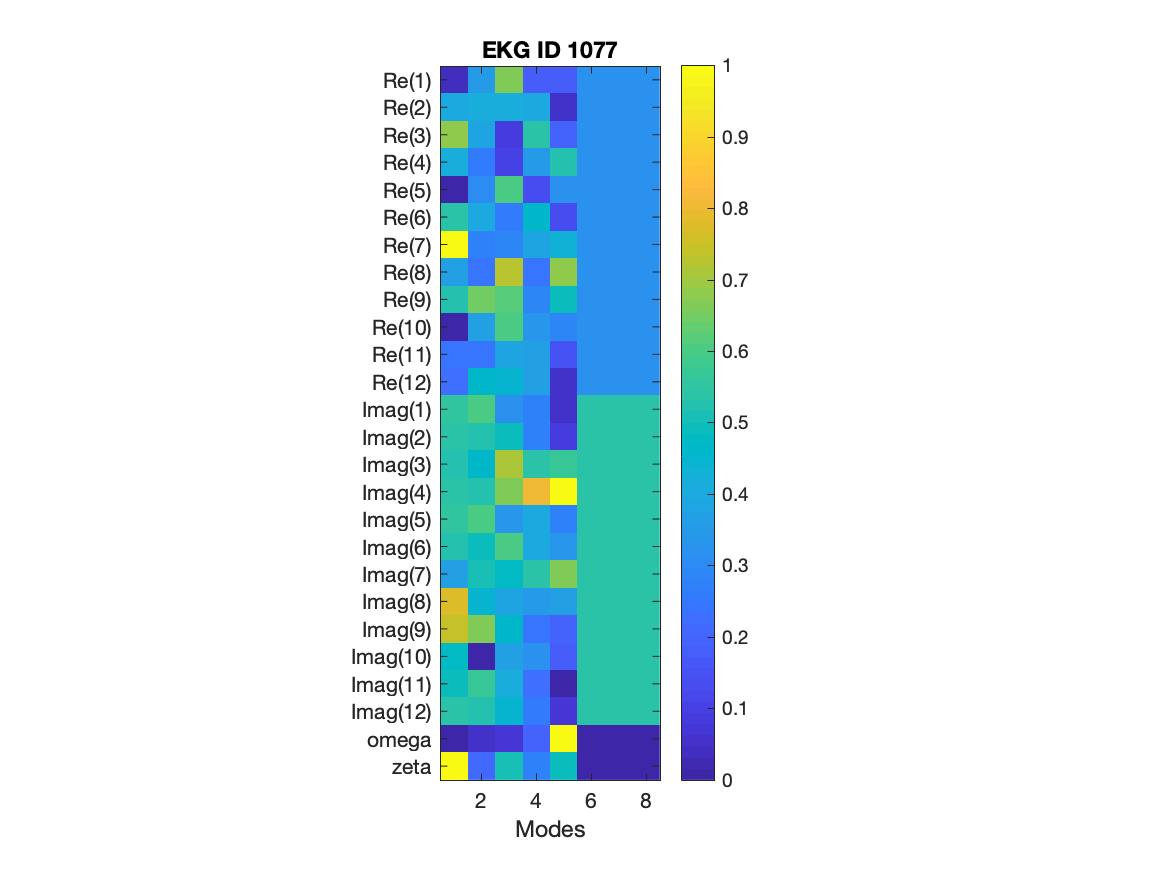 EKG ID 1077
Re(1)
Re(2)
Re(3)
Re(4)
Re(5)
Re(6)
Re(7)
Re(8)
Re(9)
Re(10)
Re(11)
Re(12)
Imag(1)
Imag(2)
Imag(3)
Imag(4)
Imag(5)
Imag(6)
Imag(7)
Imag(8)
Imag(9)
Imag(10)
Imag(11)
Imag(12)
omega
zeta
2 4 6 8
Modes
1
0.9
0.8
0.7
0.6
0.5
0.4
0.3
0.2
0.1
0